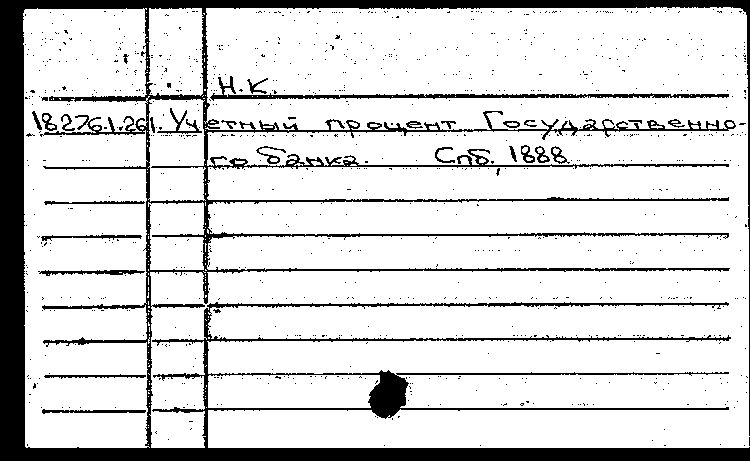 Н.К.
18276.1.261. Учетный процент Государственно-
го банка. Спб., 1888